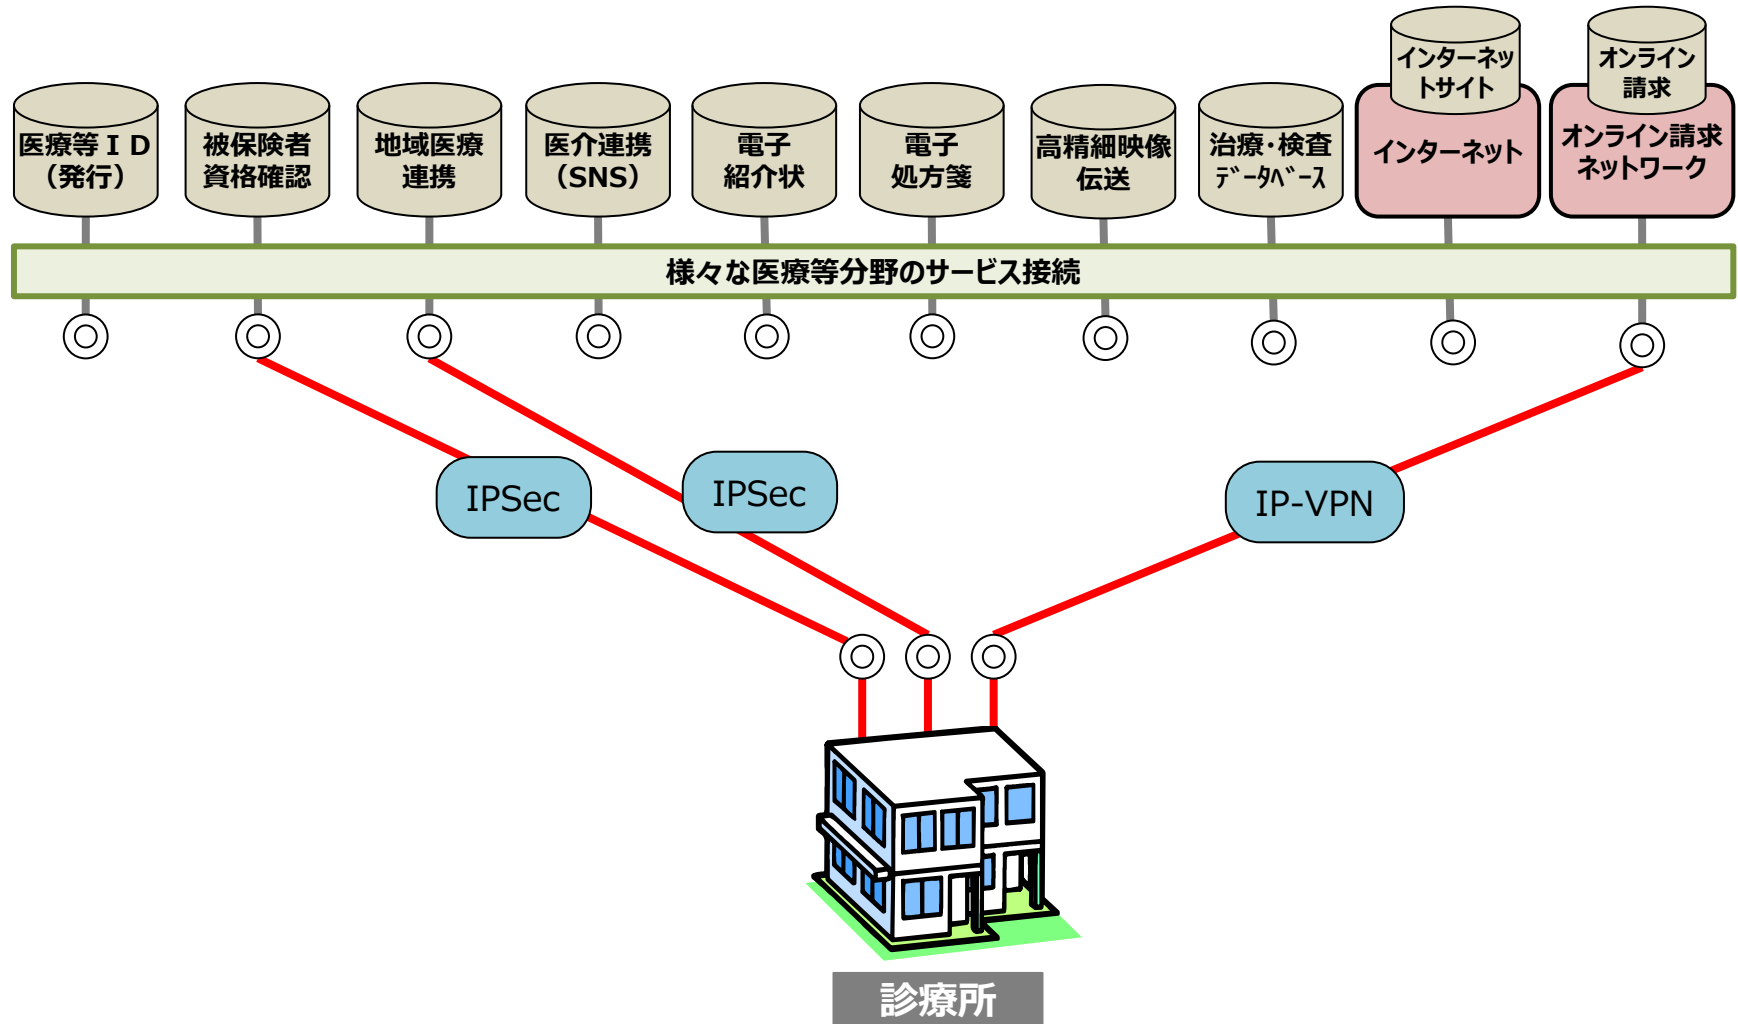 医療等ＩＤ
（発行）
被保険者
資格確認
地域医療
連携
医介連携
（SNS）
電子
紹介状
電子
処方箋
高精細映像
伝送
治療・検査
ﾃﾞｰﾀﾍﾞｰｽ
インターネッ
トサイト
インターネット
オンライン
請求
オンライン請求
ネットワーク
様々な医療等分野のサービス接続
IPSec
IPSec
IP-VPN
診療所